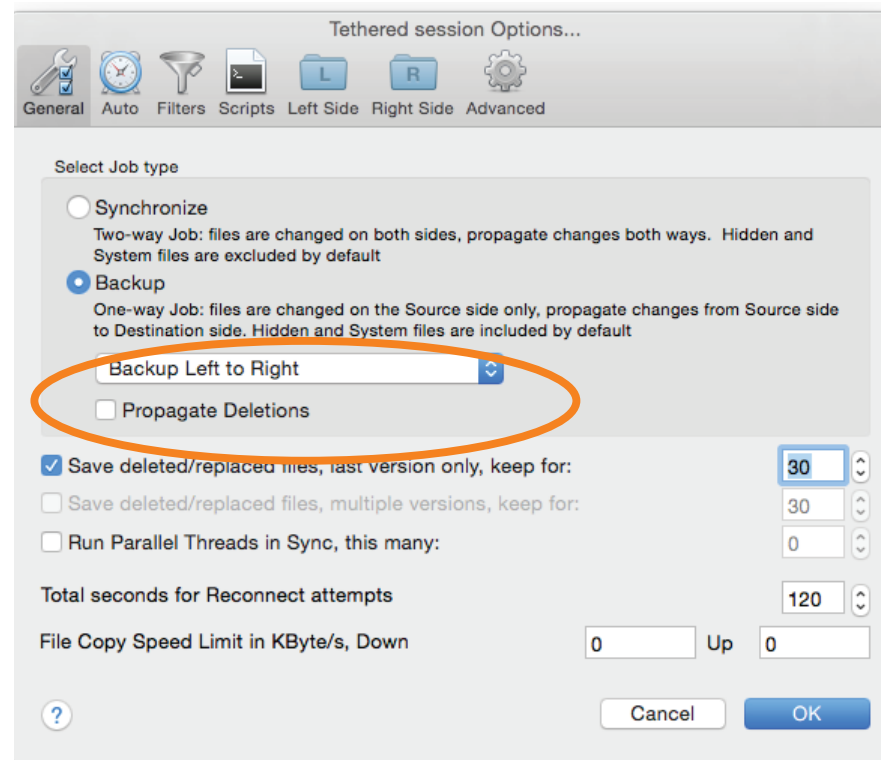 Tethered session Options...
L R
General Auto Filters Scripts Left Side Right Side Advanced
Select Job type
Synchronize
Two-way Job: files are changed on both sides, propagate changes both ways. Hidden and
System files are excluded by default
Backup
One-way Job: files are changed on the Source side only, propagate changes from Source side
to Destination side. Hidden and System files are included by default
Backup Left to Right
Propagate Deletions
Save deleted/replaced files, last version only, keep for: 30
Save deleted/replaced files, multiple versions, keep for: 30
Run Parallel Threads in Sync, this many: 0
Total seconds for Reconnect attempts 120
File Copy Speed Limit in KByte/s, Down 0 Up 0
? Cancel OK